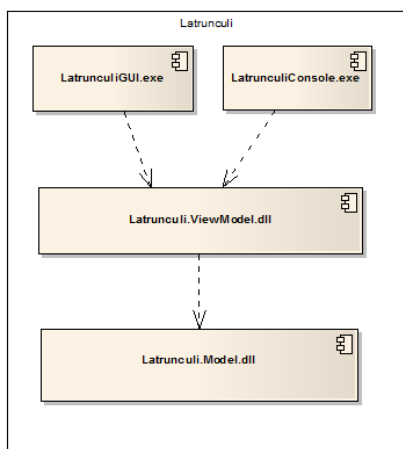 Latrunculi
LatrunculiGUI.exe
LatrunculiConsole.exe
Latrunculi.ViewModel.dll
Latrunculi.Model.dll